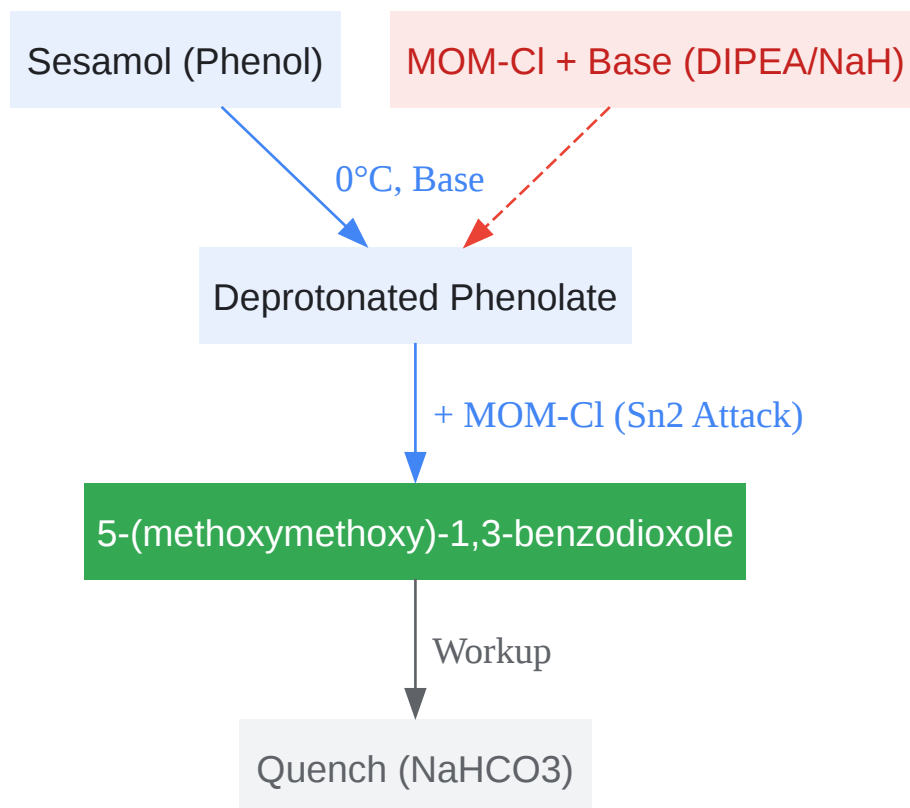 Sesamol (Phenol)
MOM-Cl + Base (DIPEA/NaH)
0°C, Base
Deprotonated Phenolate
+ MOM-Cl (Sn2 Attack)
5-(methoxymethoxy)-1,3-benzodioxole
Workup
Quench (NaHCO3)